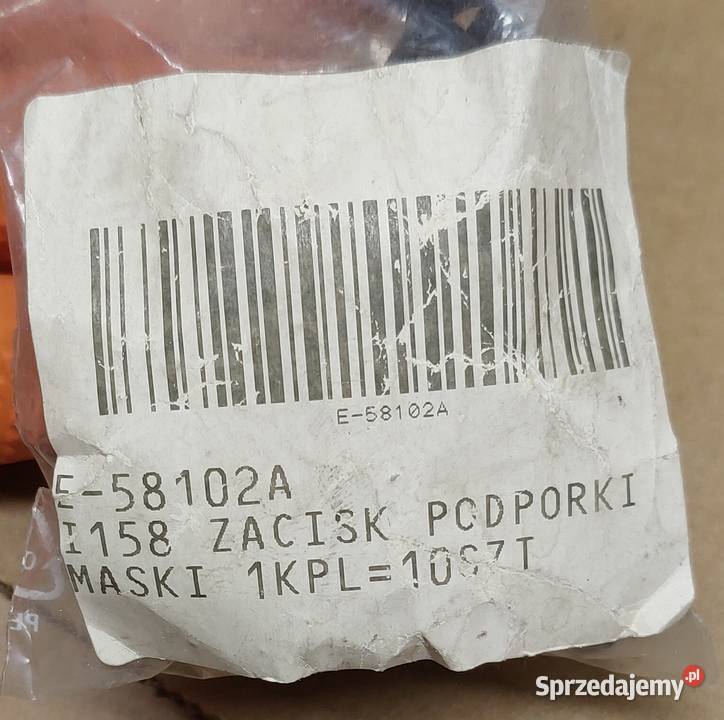 E-58102A
E-58102A
I158 ZACISK PODPORKI
MASKI 1KPL=10SZT
Sprzedajemy.pl